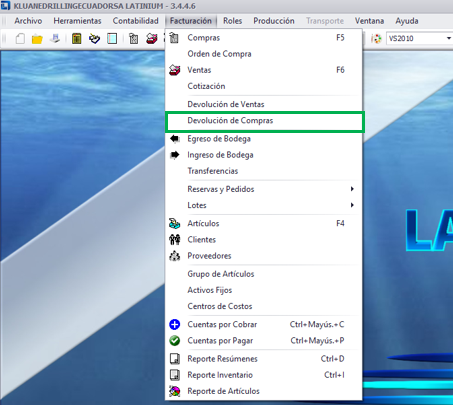 KLUANEDRILLINGECUADORSA LATINIUM - 3.4.4.6
Archivo Herramientas Contabilidad Facturación Roles Producción Transporte Ventana Ayuda
VS2010
Compras F5
Orden de Compra
Ventas F6
Cotización
Devolución de Ventas
Devolución de Compras
Egreso de Bodega
Ingreso de Bodega
Transferencias
Reservas y Pedidos
Lotes
Artículos F4
Clientes
Proveedores
Grupo de Artículos
Activos Fijos
Centros de Costos
Cuentas por Cobrar Ctrl+Mayús.+C
Cuentas por Pagar Ctrl+Mayús.+P
Reporte Resúmenes Ctrl+D
Reporte Inventario Ctrl+I
Reporte de Artículos
LA